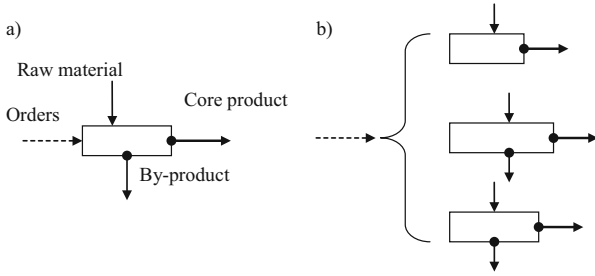 a)
b)
Raw material
Core product
Orders
By-product